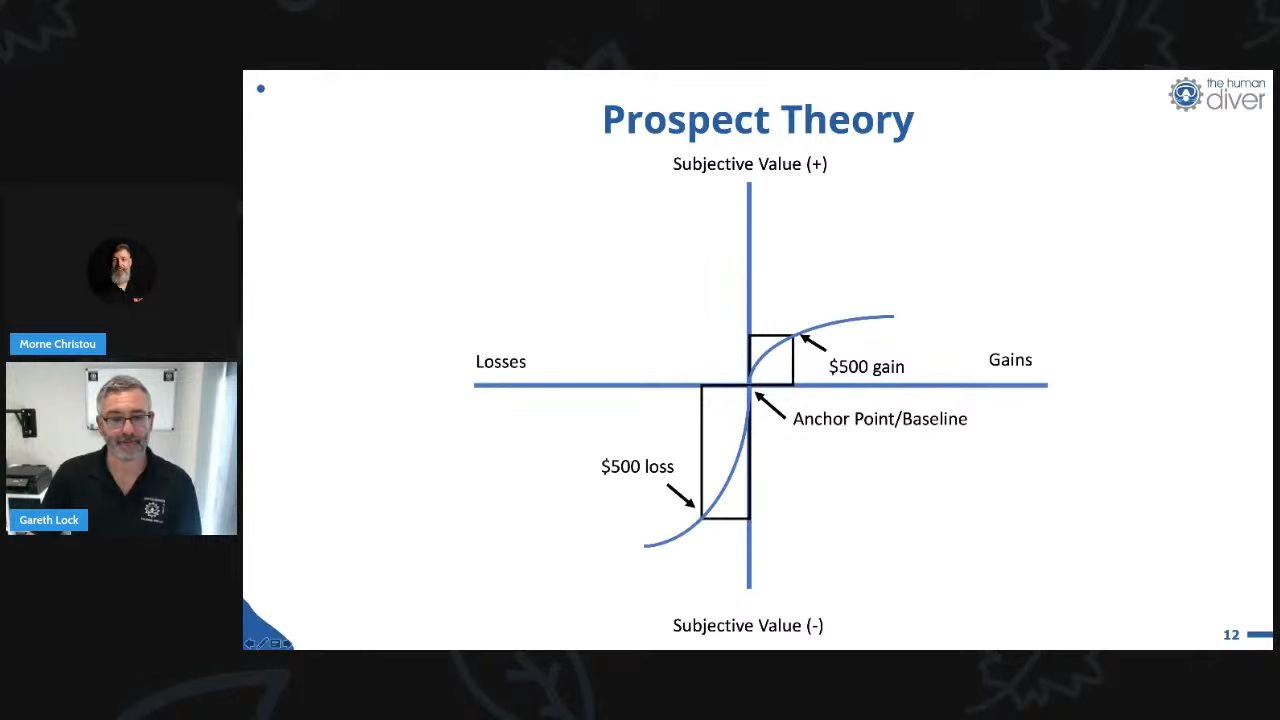 the human
diver
Prospect Theory
Subjective Value (+)
Losses
Gains
$500 gain
Anchor Point/Baseline
$500 loss
Subjective Value (-)
12
Morne Christou
Gareth Lock